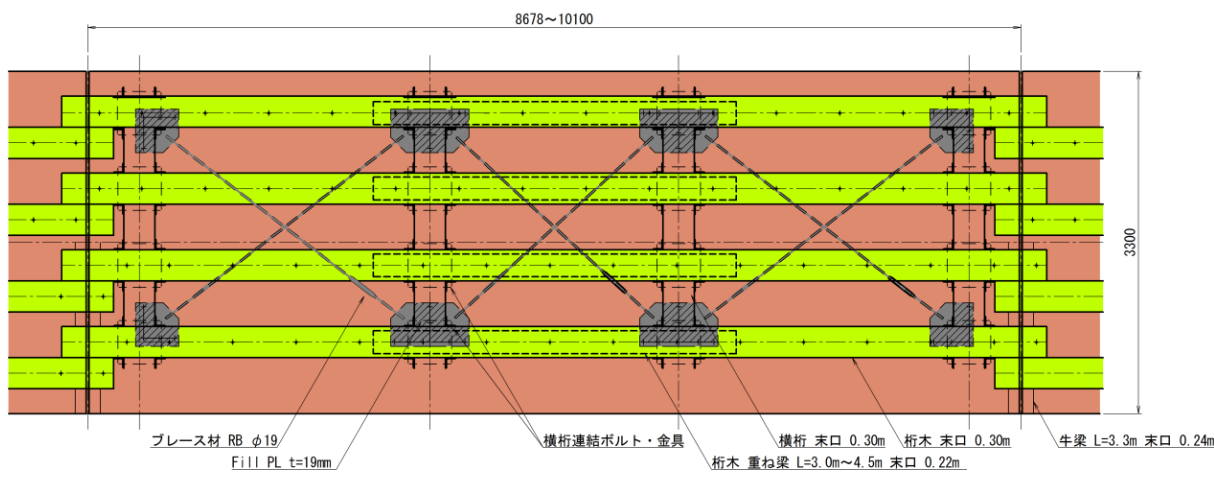 8678～10100
3300
ブレース材 RB φ19
横桁連結ボルト・金具
横桁 末口 0.30m
桁木 末口 0.30m
牛梁 L=3.3m 末口 0.24m
Fill PL t=19mm
桁木 重ね梁 L=3.0m～4.5m 末口 0.22m